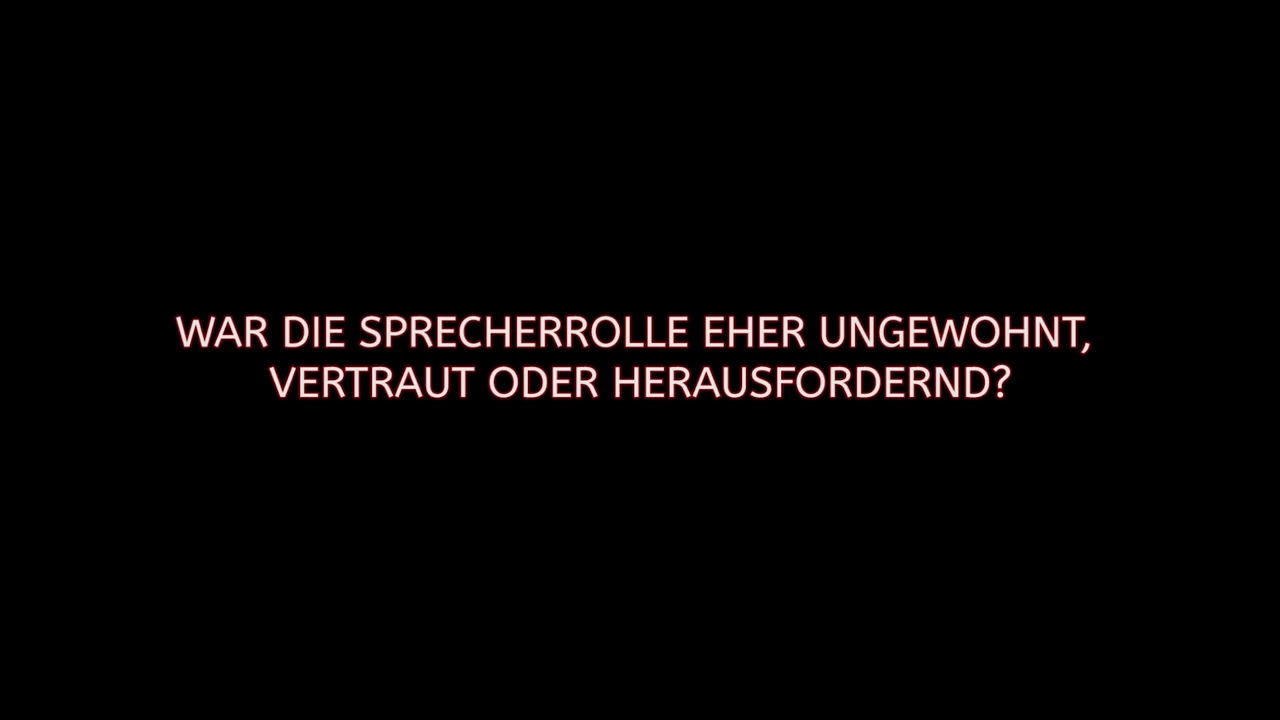 WAR DIE SPRECHERROLLE EHER UNGEWOHNT,
VERTRAUT ODER HERAUSFORDERND?